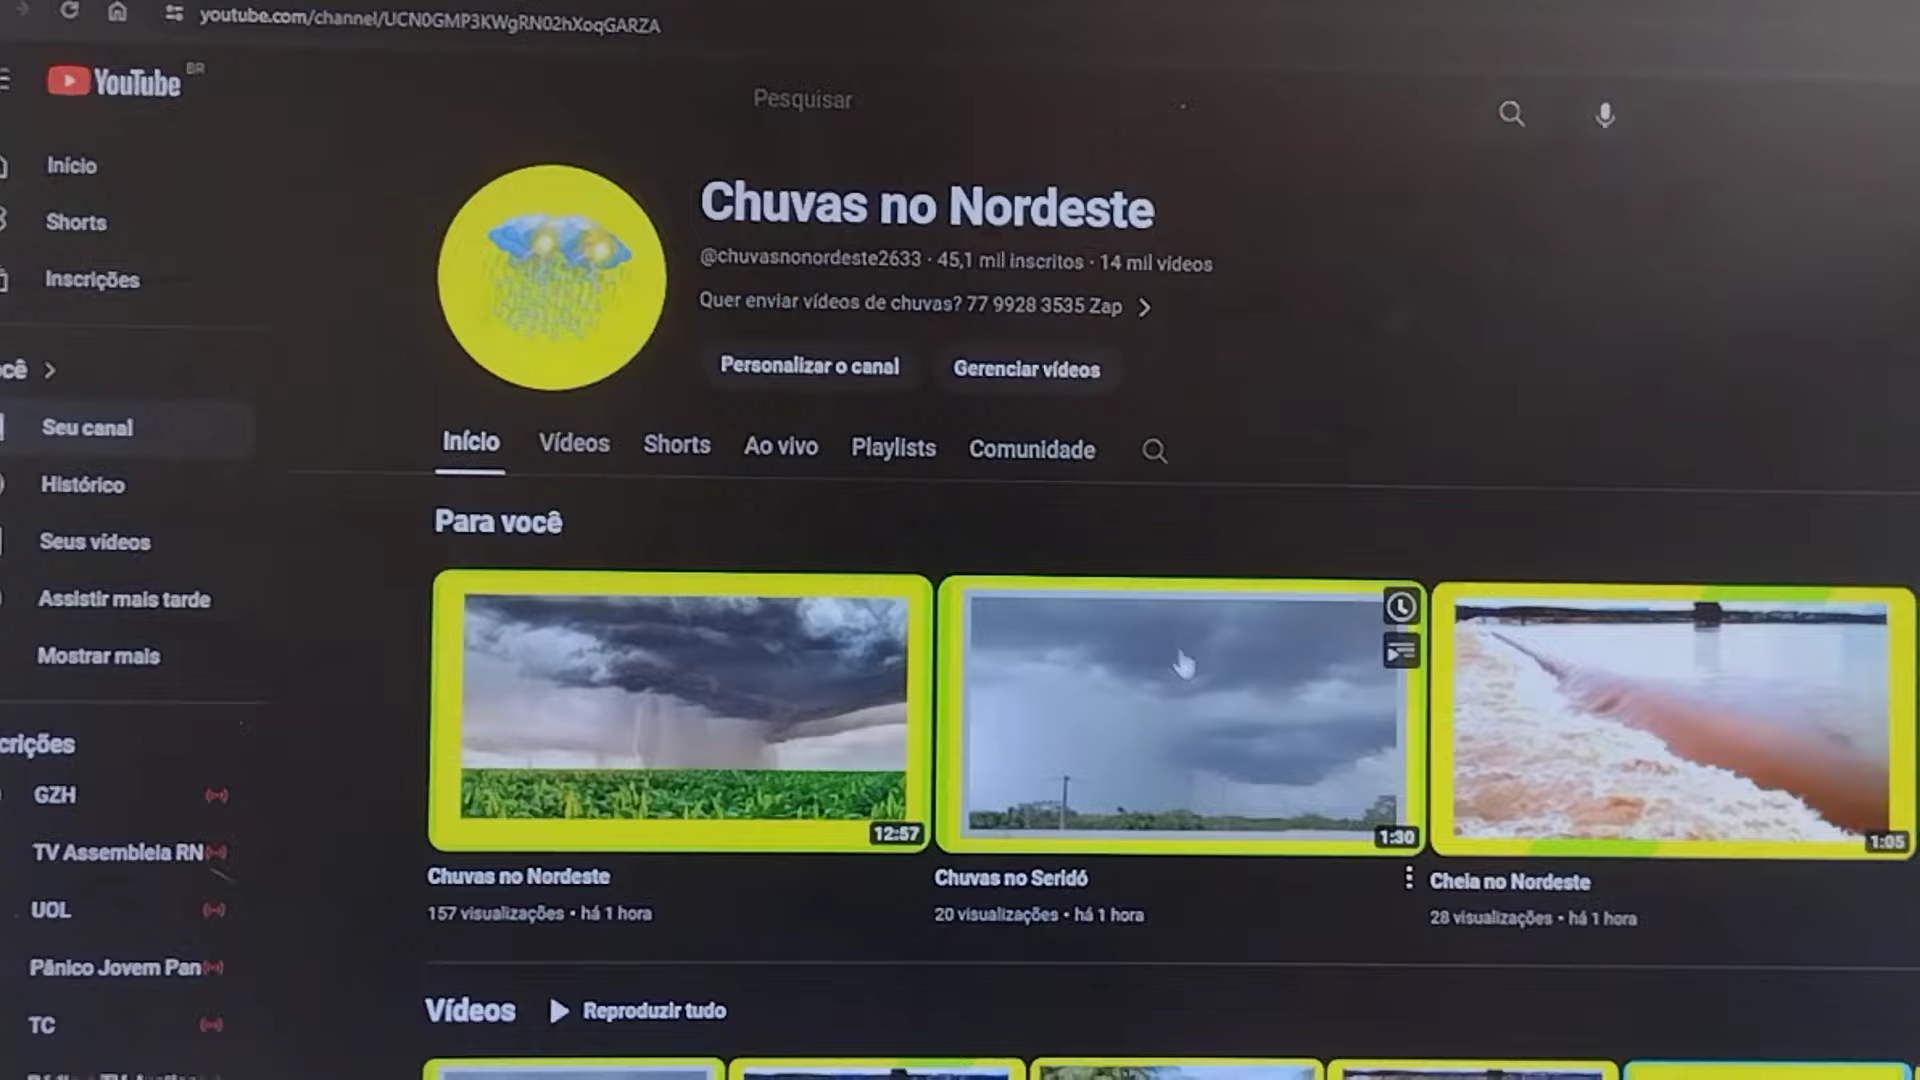 youtube.com/channel/UCN0GMP3KWgRN02hXoqGARZA
YouTube BR
Pesquisar
Início
Shorts
Inscrições
Seu canal
Histórico
Seus vídeos
Assistir mais tarde
Mostrar mais
crições
GZH
TV Assembleia RN
UOL
Pânico Jovem Pan
TC
Chuvas no Nordeste
@chuvasnonordeste2633 · 45,1 mil inscritos · 14 mil vídeos
Quer enviar vídeos de chuvas? 77 9928 3535 Zap
Personalizar o canal
Gerenciar vídeos
Início Vídeos Shorts Ao vivo Playlists Comunidade
Para você
12:57
1:30
1:05
Chuvas no Nordeste
157 visualizações • há 1 hora
Chuvas no Seridó
20 visualizações • há 1 hora
Cheia no Nordeste
28 visualizações • há 1 hora
Vídeos
Reproduzir tudo